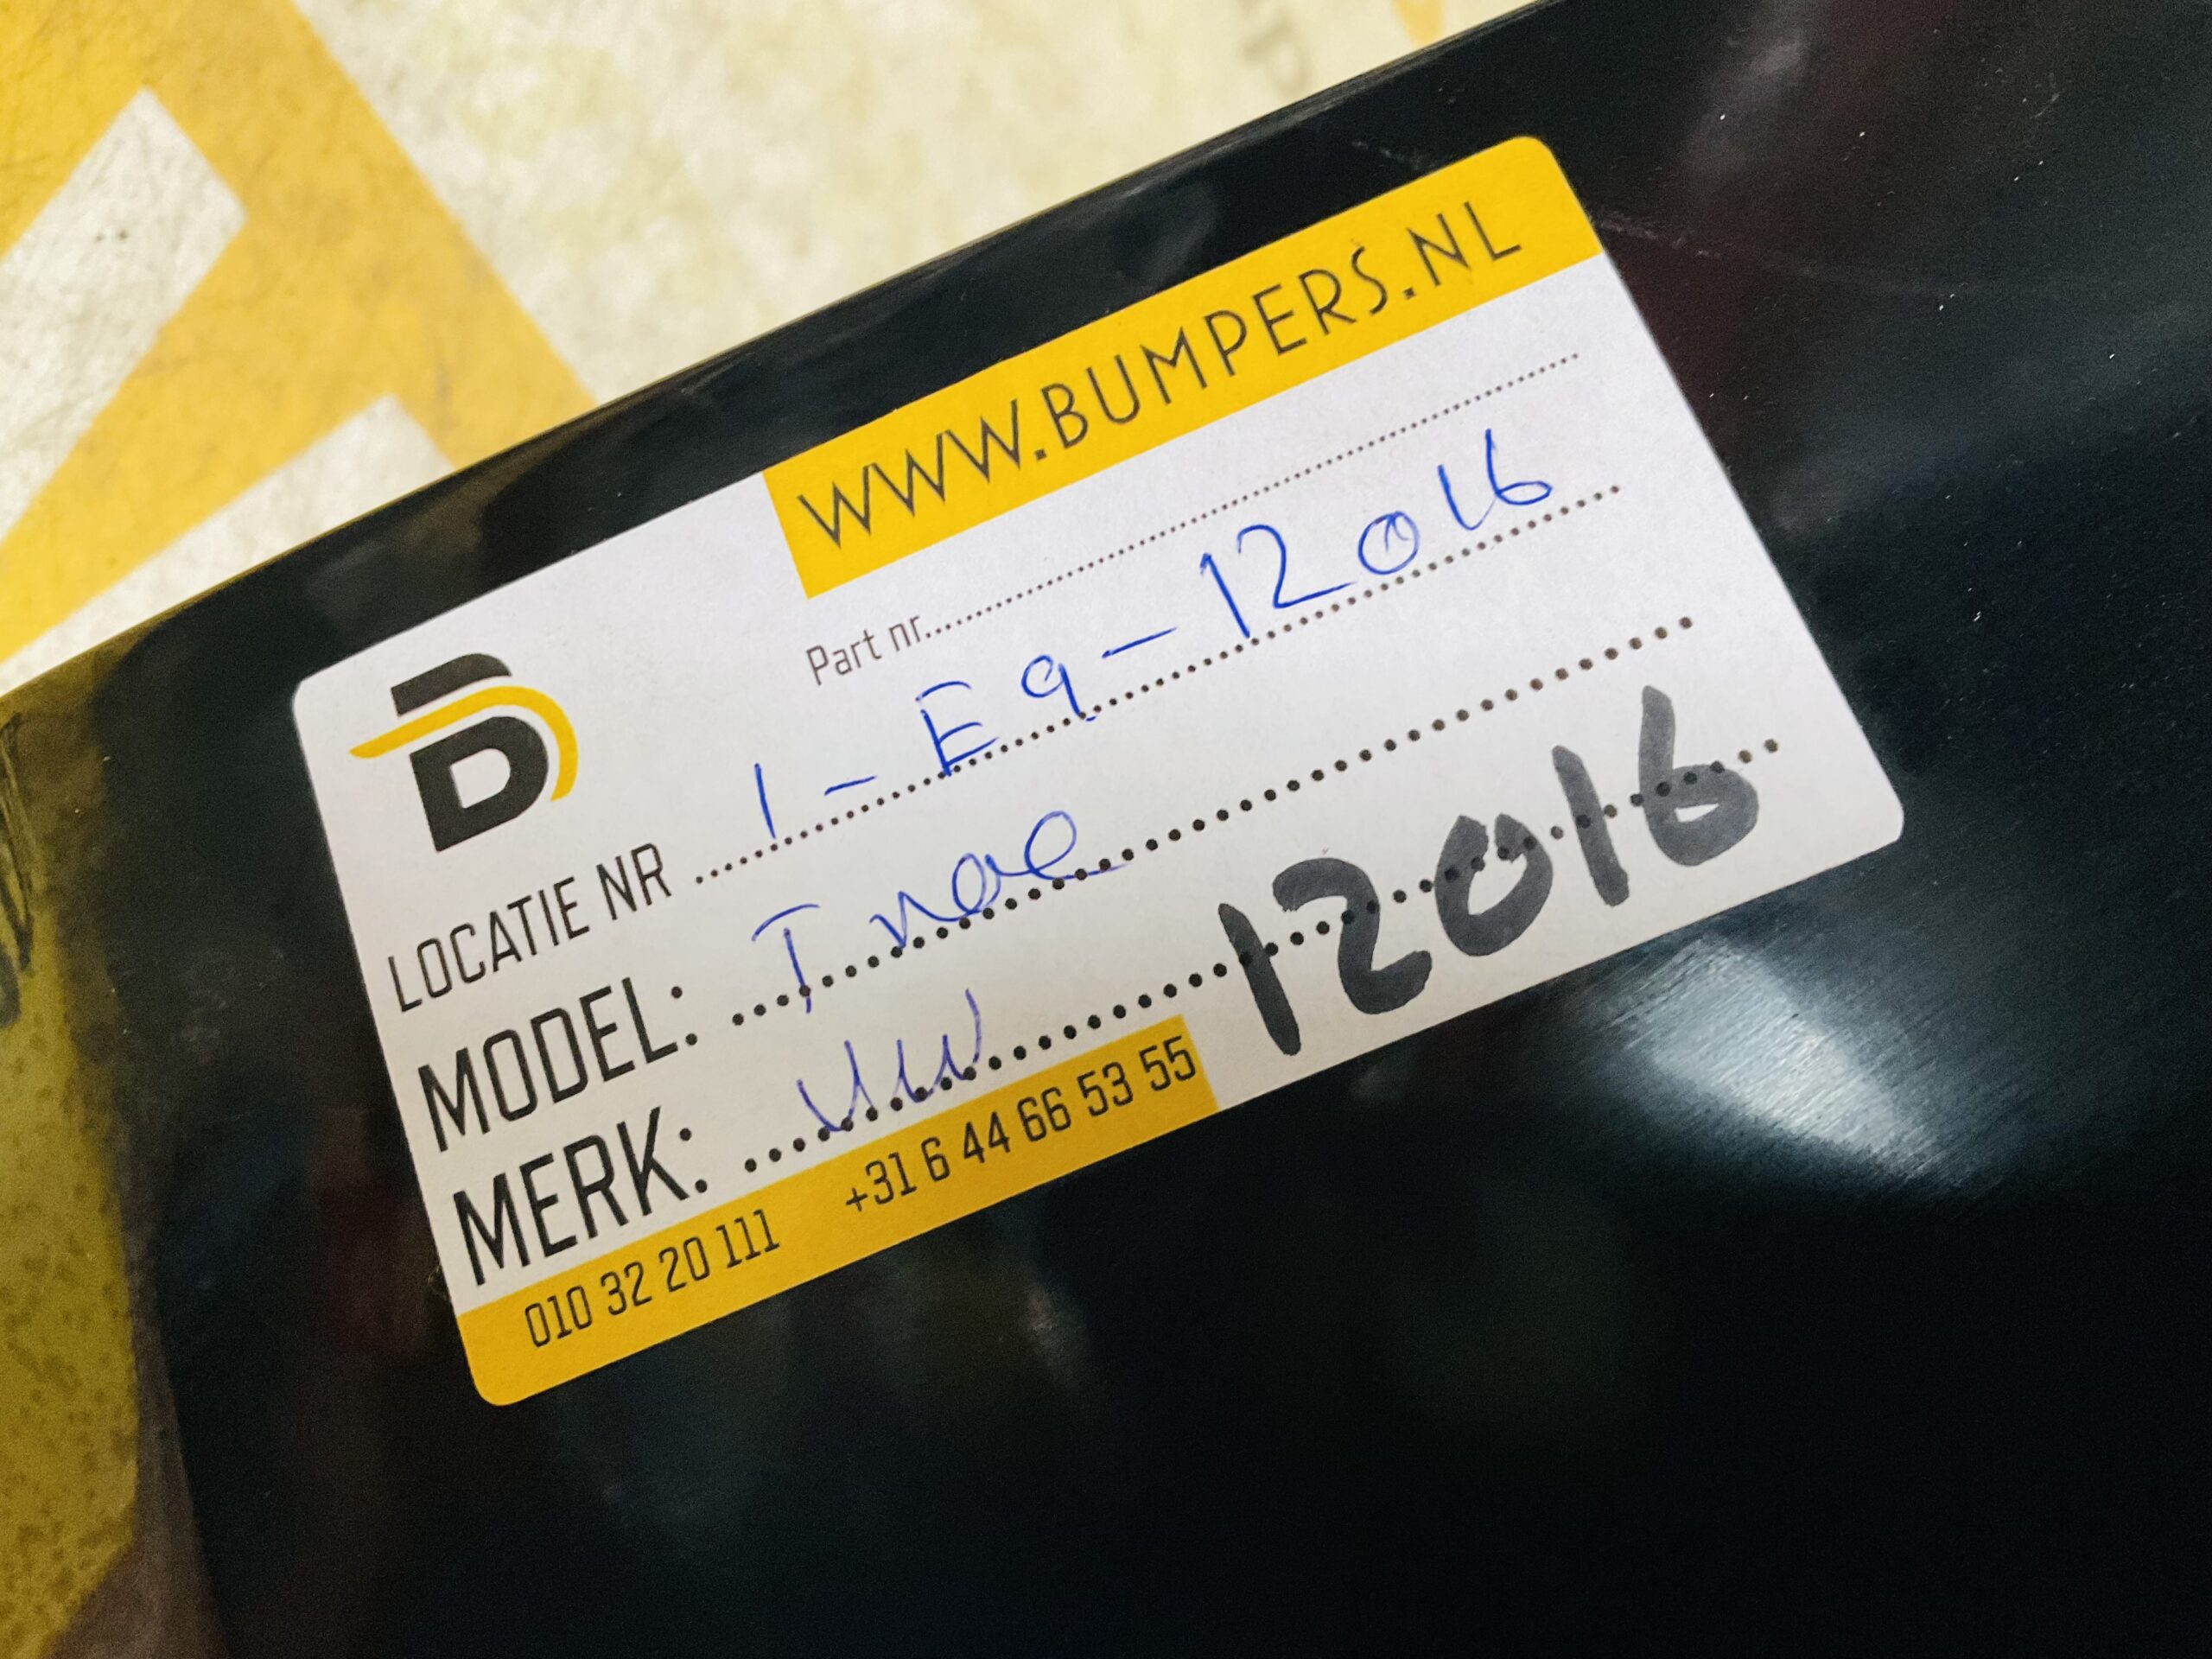 WWW.BUMPERS.NL
Part nr.
B
LOCATIE NR 1-E9-12016
MODEL: T
MERK: VW
12016
010 32 20 111 +31 6 44 66 53 55